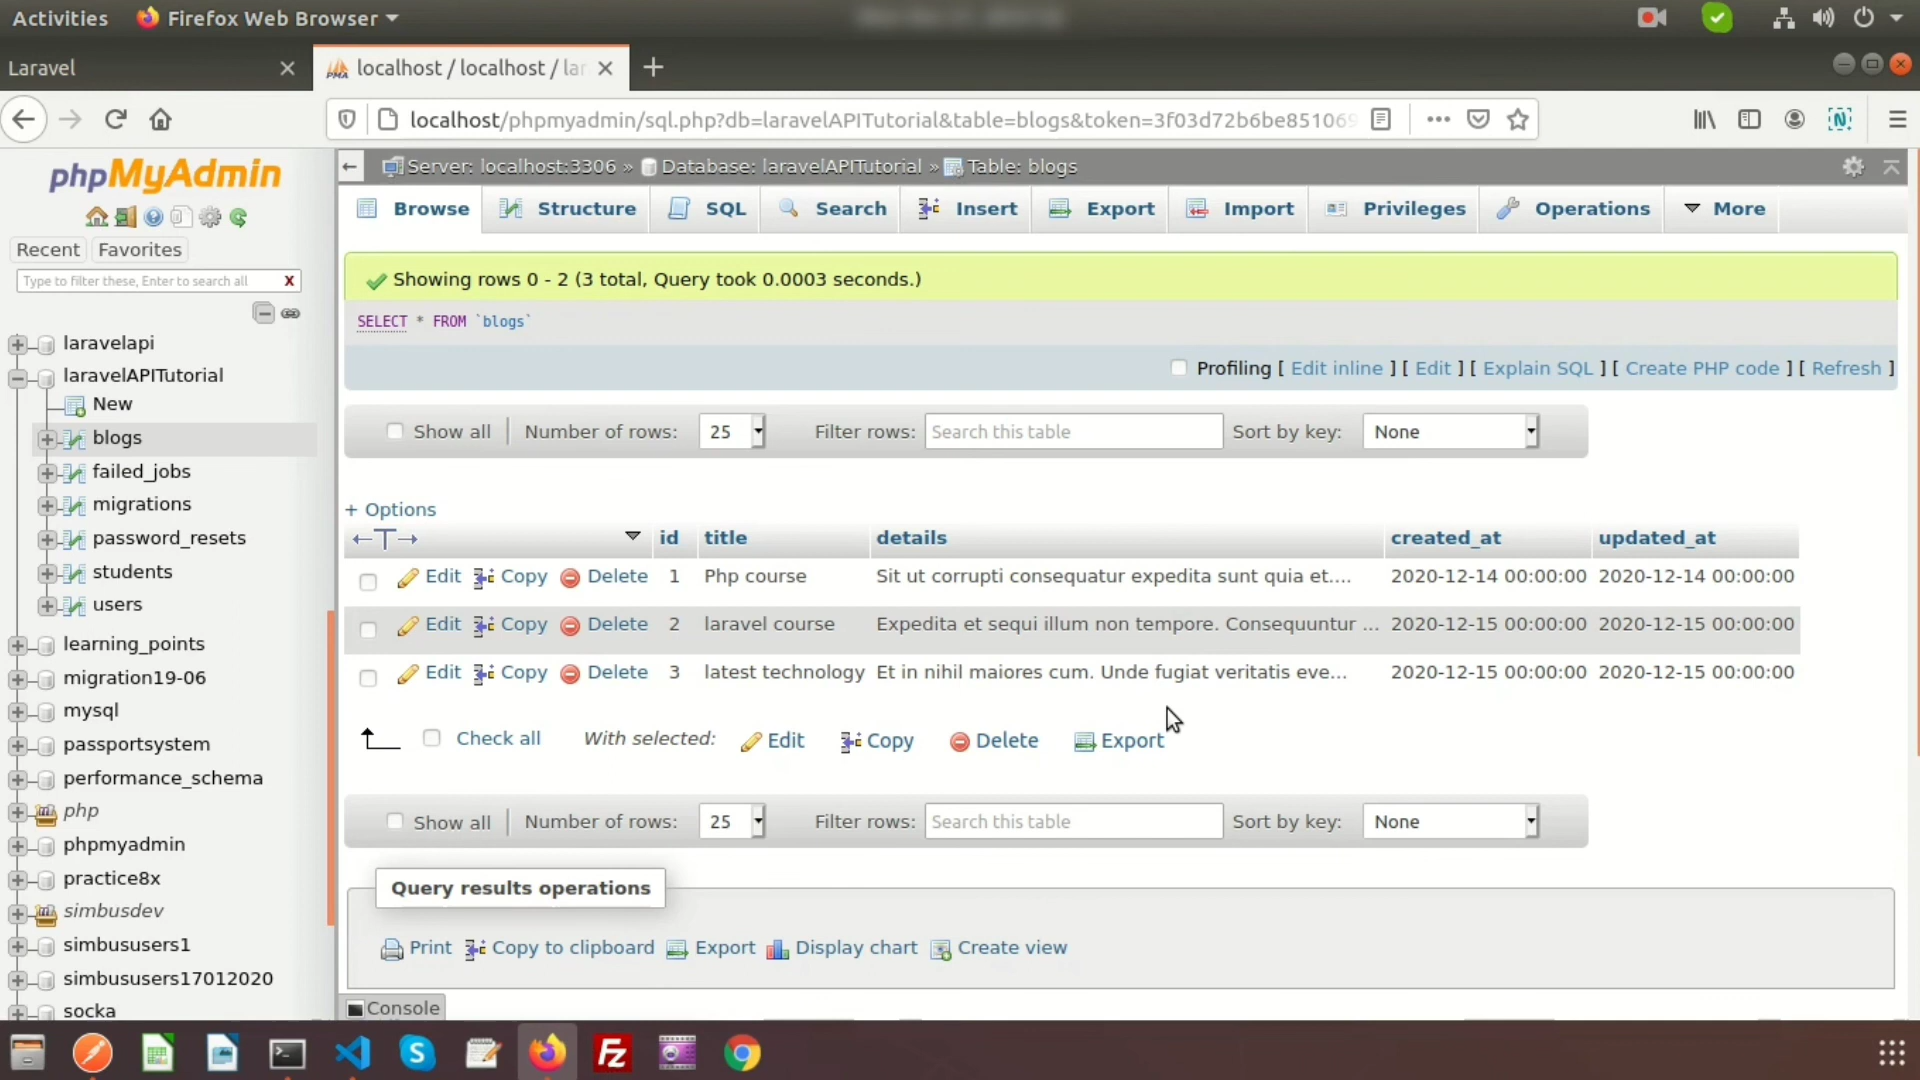 Activities Firefox Web Browser
Laravel localhost / localhost / lar
localhost/phpmyadmin/sql.php?db=laravelAPITutorial&table=blogs&token=3f03d72b6be851069
phpMyAdmin
Recent Favorites
Type to filter these, Enter to search all X
laravelapi
laravelAPITutorial
New
blogs
failed_jobs
migrations
password_resets
students
users
learning_points
migration19-06
mysql
passportsystem
performance_schema
php
phpmyadmin
practice8x
simbusdev
simbususers1
simbususers17012020
socka
Server: localhost:3306 » Database: laravelAPITutorial » Table: blogs
Browse Structure SQL Search Insert Export Import Privileges Operations More
Showing rows 0 - 2 (3 total, Query took 0.0003 seconds.)
SELECT * FROM `blogs`
Profiling [ Edit inline ] [ Edit ] [ Explain SQL ] [ Create PHP code ] [ Refresh ]
Show all | Number of rows: 25 Filter rows: Search this table Sort by key: None
+ Options
←T→ id title details created_at updated_at
Edit Copy Delete 1 Php course Sit ut corrupti consequatur expedita sunt quia et.... 2020-12-14 00:00:00 2020-12-14 00:00:00
Edit Copy Delete 2 laravel course Expedita et sequi illum non tempore. Consequuntur ... 2020-12-15 00:00:00 2020-12-15 00:00:00
Edit Copy Delete 3 latest technology Et in nihil maiores cum. Unde fugiat veritatis eve... 2020-12-15 00:00:00 2020-12-15 00:00:00
Check all With selected: Edit Copy Delete Export
Show all | Number of rows: 25 Filter rows: Search this table Sort by key: None
Query results operations
Print Copy to clipboard Export Display chart Create view
Console